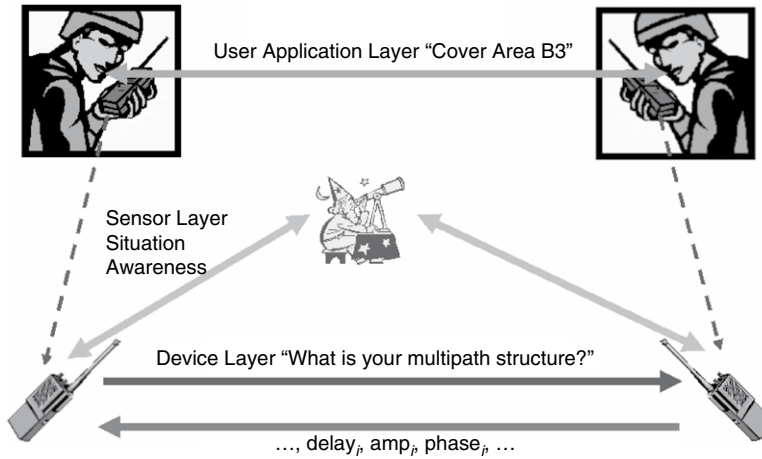 User Application Layer “Cover Area B3”
Sensor Layer
Situation
Awareness
Device Layer “What is your multipath structure?”
…, delayᵢ, ampᵢ, phaseᵢ, …